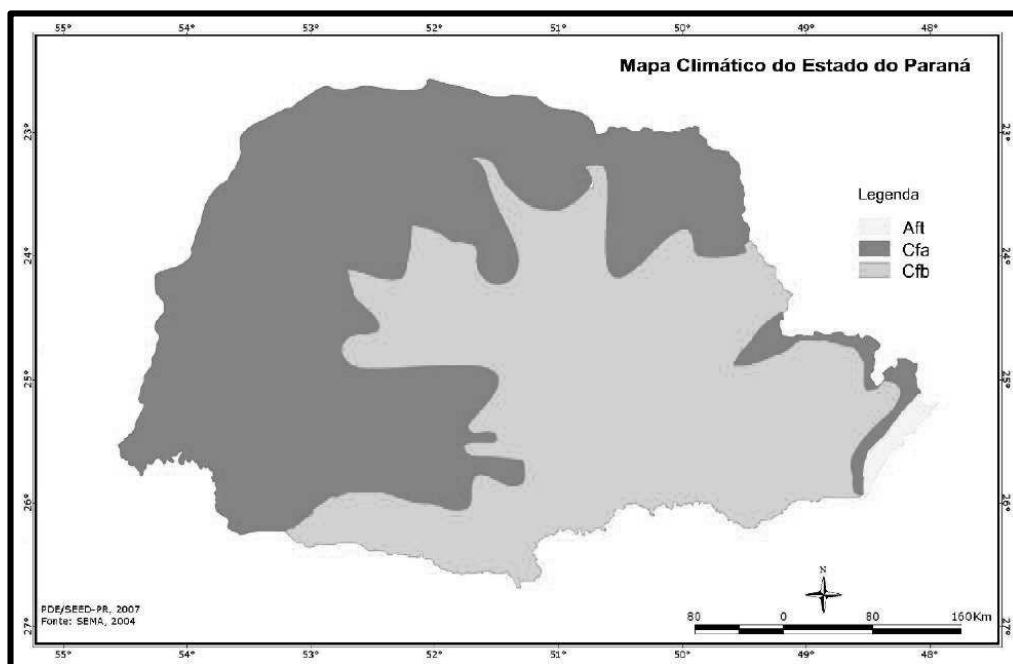 55° 54° 53° 52° 51° 50° 49° 48°
Mapa Climático do Estado do Paraná
23° 23°
Legenda
Aft
Cfa
Cfb
24° 24°
25° 25°
26° 26°
N
PDE/SEED-PR, 2007
Fonte: SEMA, 2004
80 0 80 160Km
27° 27°
55° 54° 53° 52° 51° 50° 49° 48°